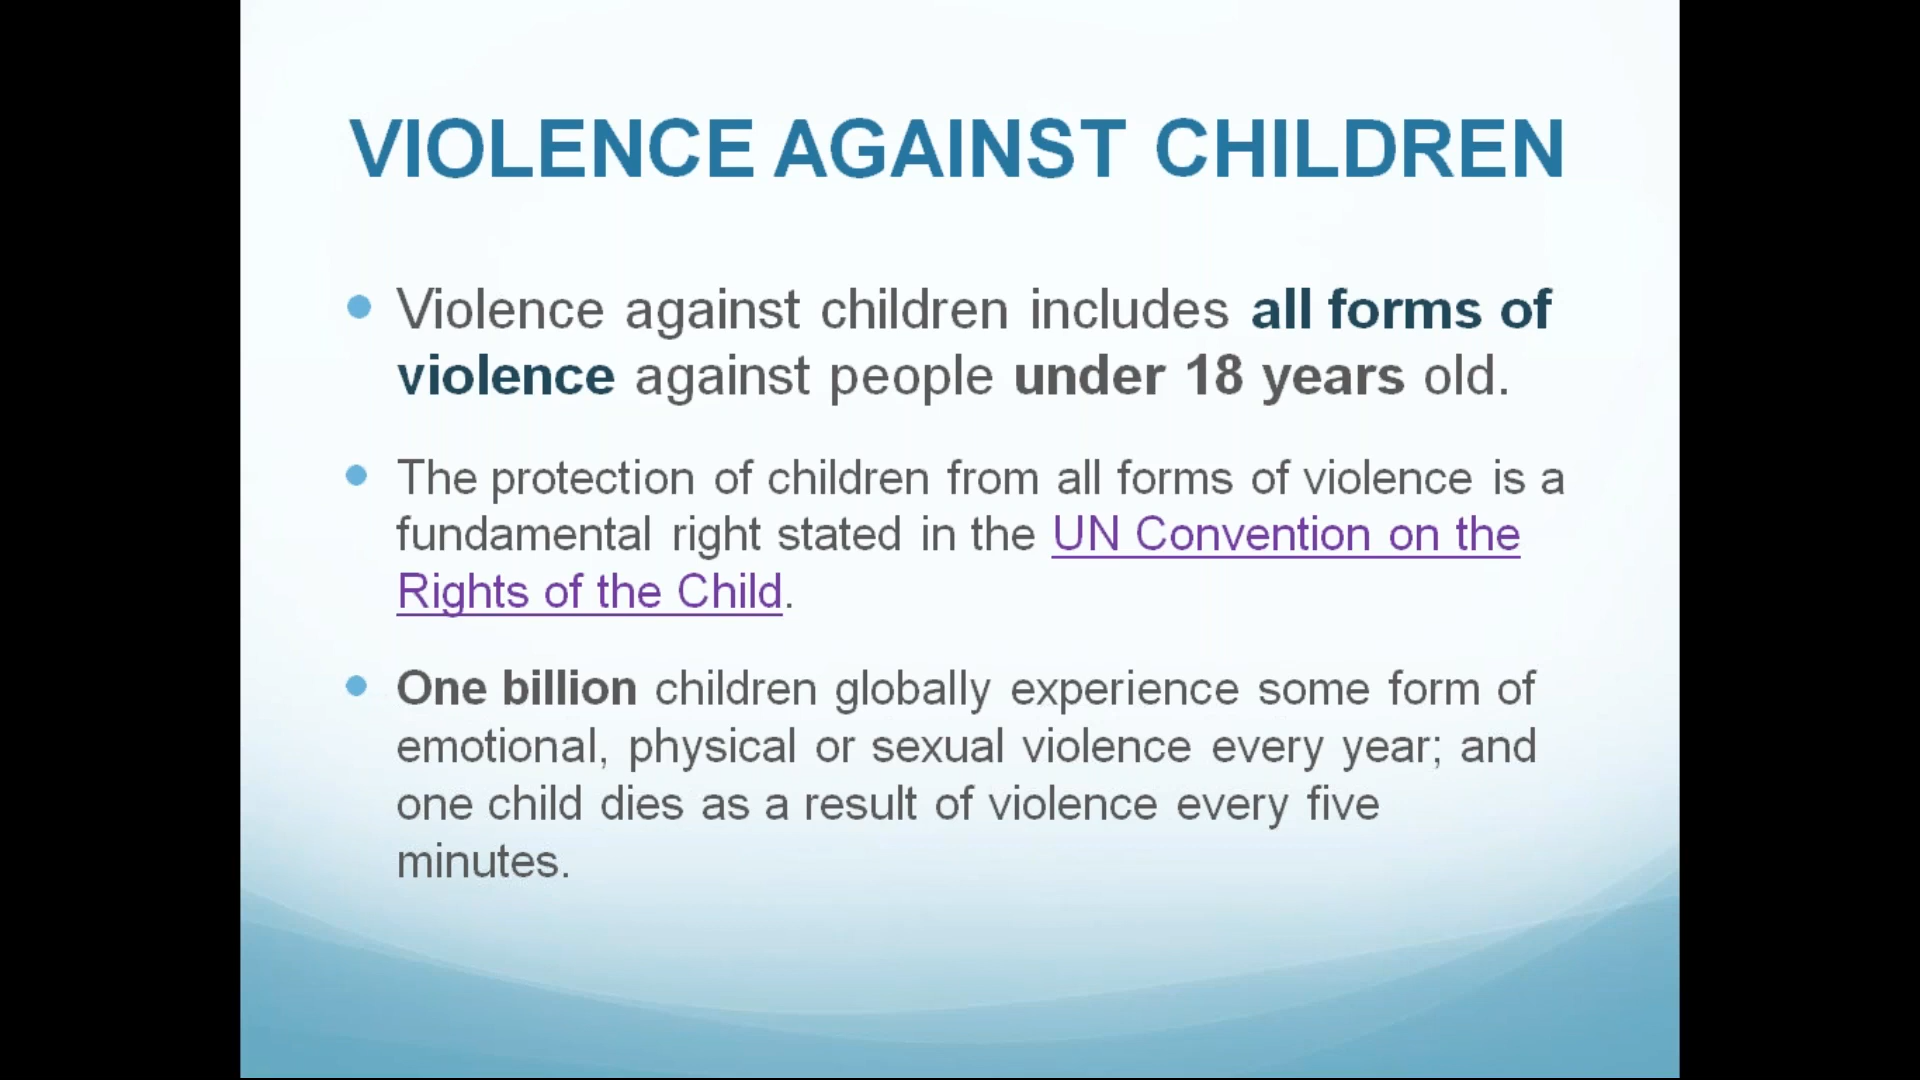 VIOLENCE AGAINST CHILDREN
Violence against children includes all forms of
violence against people under 18 years old.
The protection of children from all forms of violence is a
fundamental right stated in the UN Convention on the
Rights of the Child.
One billion children globally experience some form of
emotional, physical or sexual violence every year; and
one child dies as a result of violence every five
minutes.